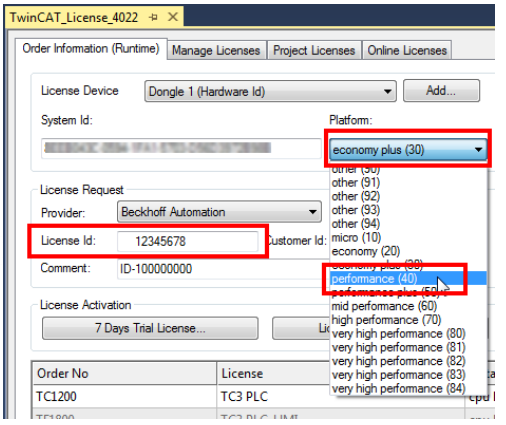 TwinCAT_License_4022
Order Information (Runtime) Manage Licenses Project Licenses Online Licenses
License Device Dongle 1 (Hardware Id) Add...
System Id: Platform:
economy plus (30)
other (90)
other (91)
other (92)
other (93)
other (94)
micro (10)
economy (20)
economy plus (30)
performance (40)
performance plus (50)
mid performance (60)
high performance (70)
very high performance (80)
very high performance (81)
very high performance (82)
very high performance (83)
very high performance (84)
License Request
Provider: Beckhoff Automation
License Id: 12345678 Customer Id:
Comment: ID-100000000
License Activation
7 Days Trial License...
Order No License
TC1200 TC3 PLC cpu
TF1800 TC3 PLC HMI